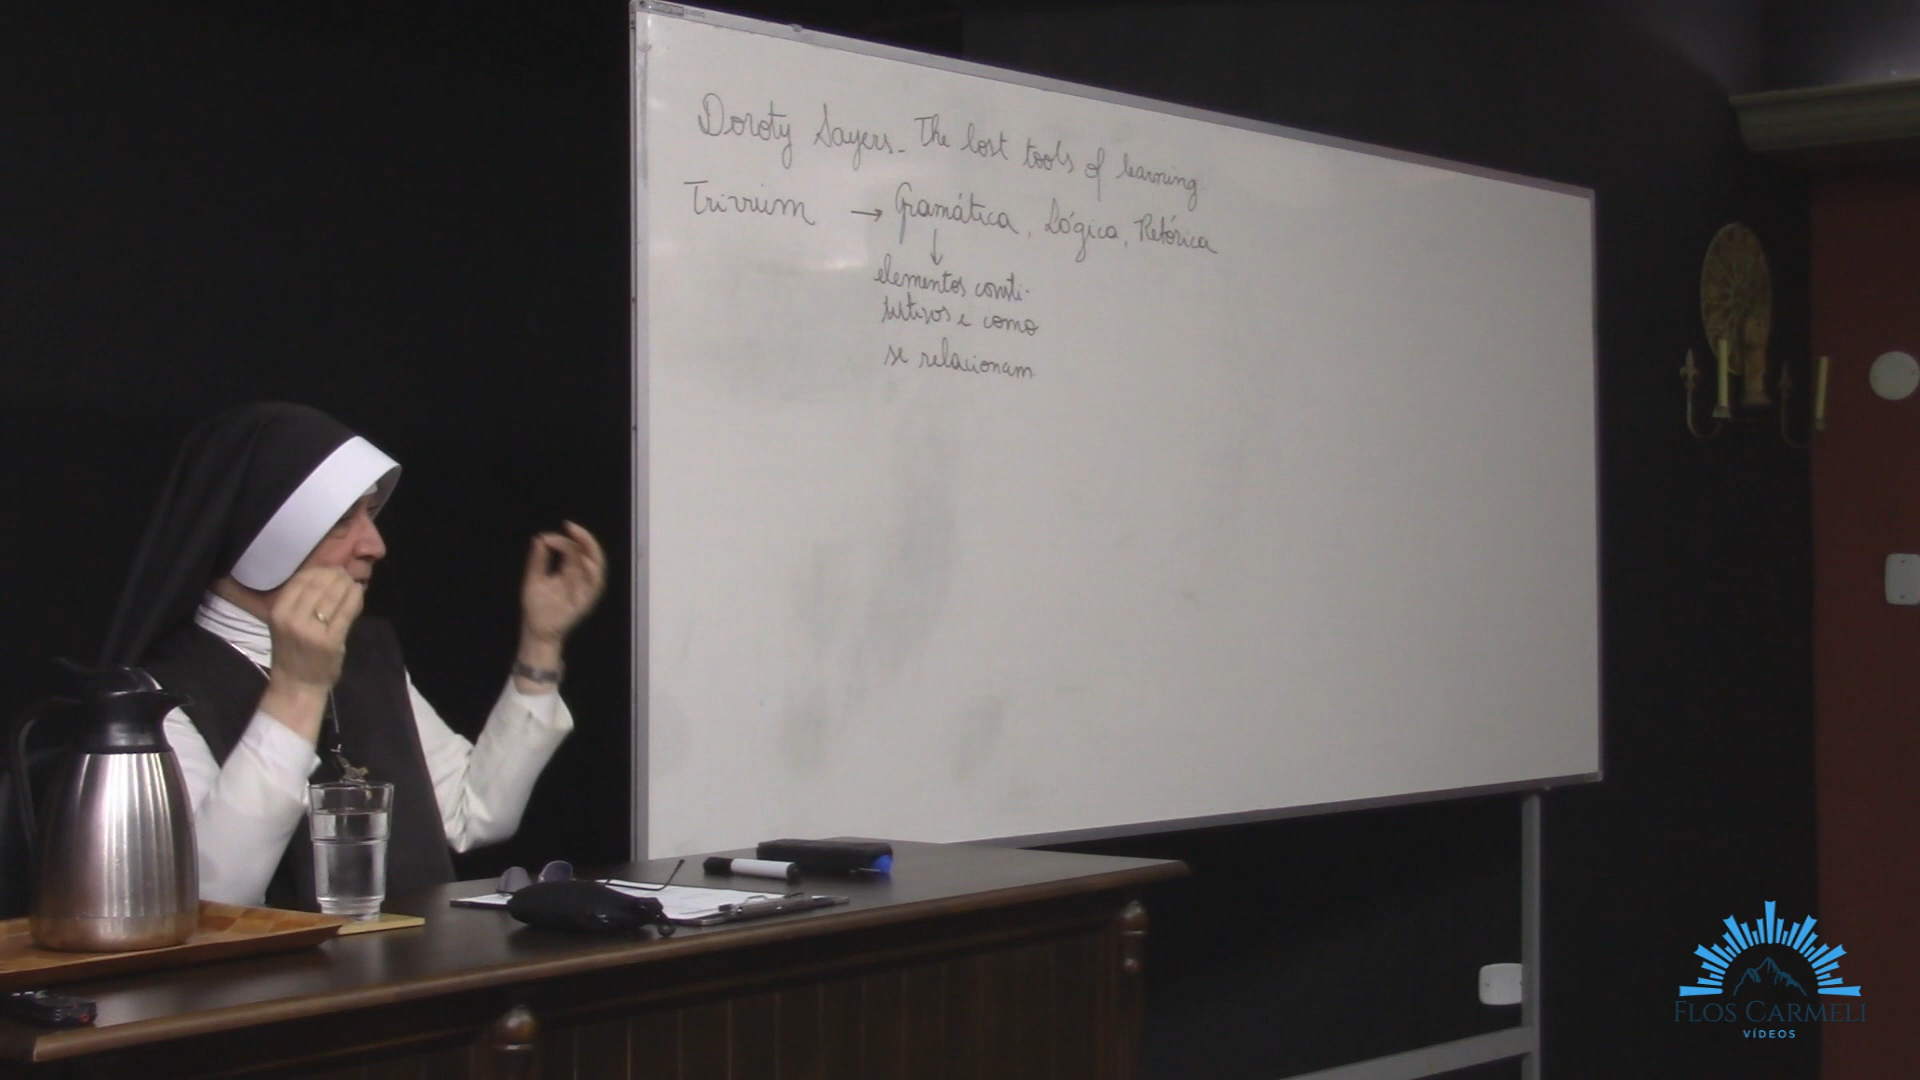 Doroty Sayers - The lost tools of learning
Trivium → Gramática, Lógica, Retórica
↓
elementos consti-
tutivos e como
se relacionam.
FLOS CARMELI
VÍDEOS